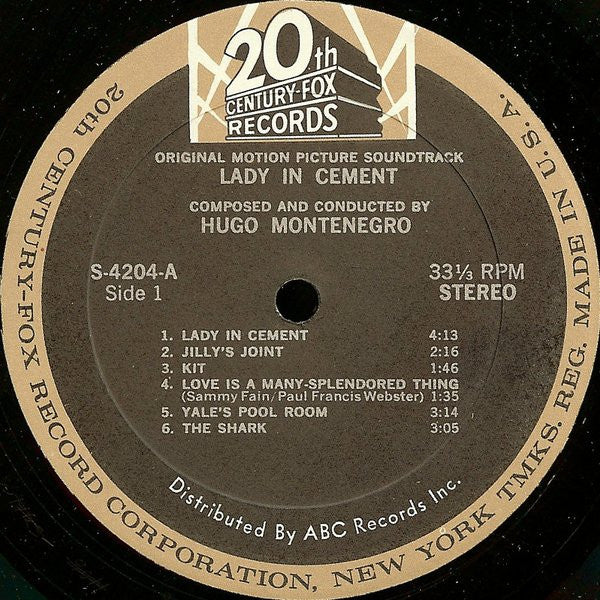 20th
CENTURY-FOX
RECORDS
ORIGINAL MOTION PICTURE SOUNDTRACK
LADY IN CEMENT
COMPOSED AND CONDUCTED BY
HUGO MONTENEGRO
S-4204-A
Side 1
33⅓ RPM
STEREO
1. LADY IN CEMENT 4:13
2. JILLY'S JOINT 2:16
3. KIT 1:46
4. LOVE IS A MANY-SPLENDORED THING
(Sammy Fain/Paul Francis Webster) 1:35
5. YALE'S POOL ROOM 3:14
6. THE SHARK 3:05
Distributed By ABC Records Inc.
20th CENTURY-FOX RECORD CORPORATION, NEW YORK TMKS. REG. MADE IN U.S.A.